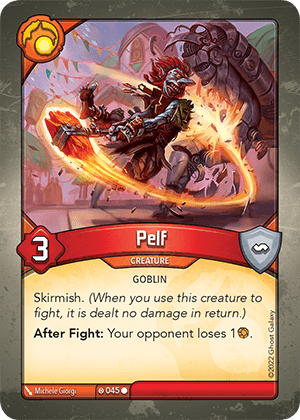 Pelf
CREATURE
3
GOBLIN
Skirmish. (When you use this creature to
fight, it is dealt no damage in return.)
After Fight: Your opponent loses 1.
Michele Giorgi
045
©2022 Ghost Galaxy